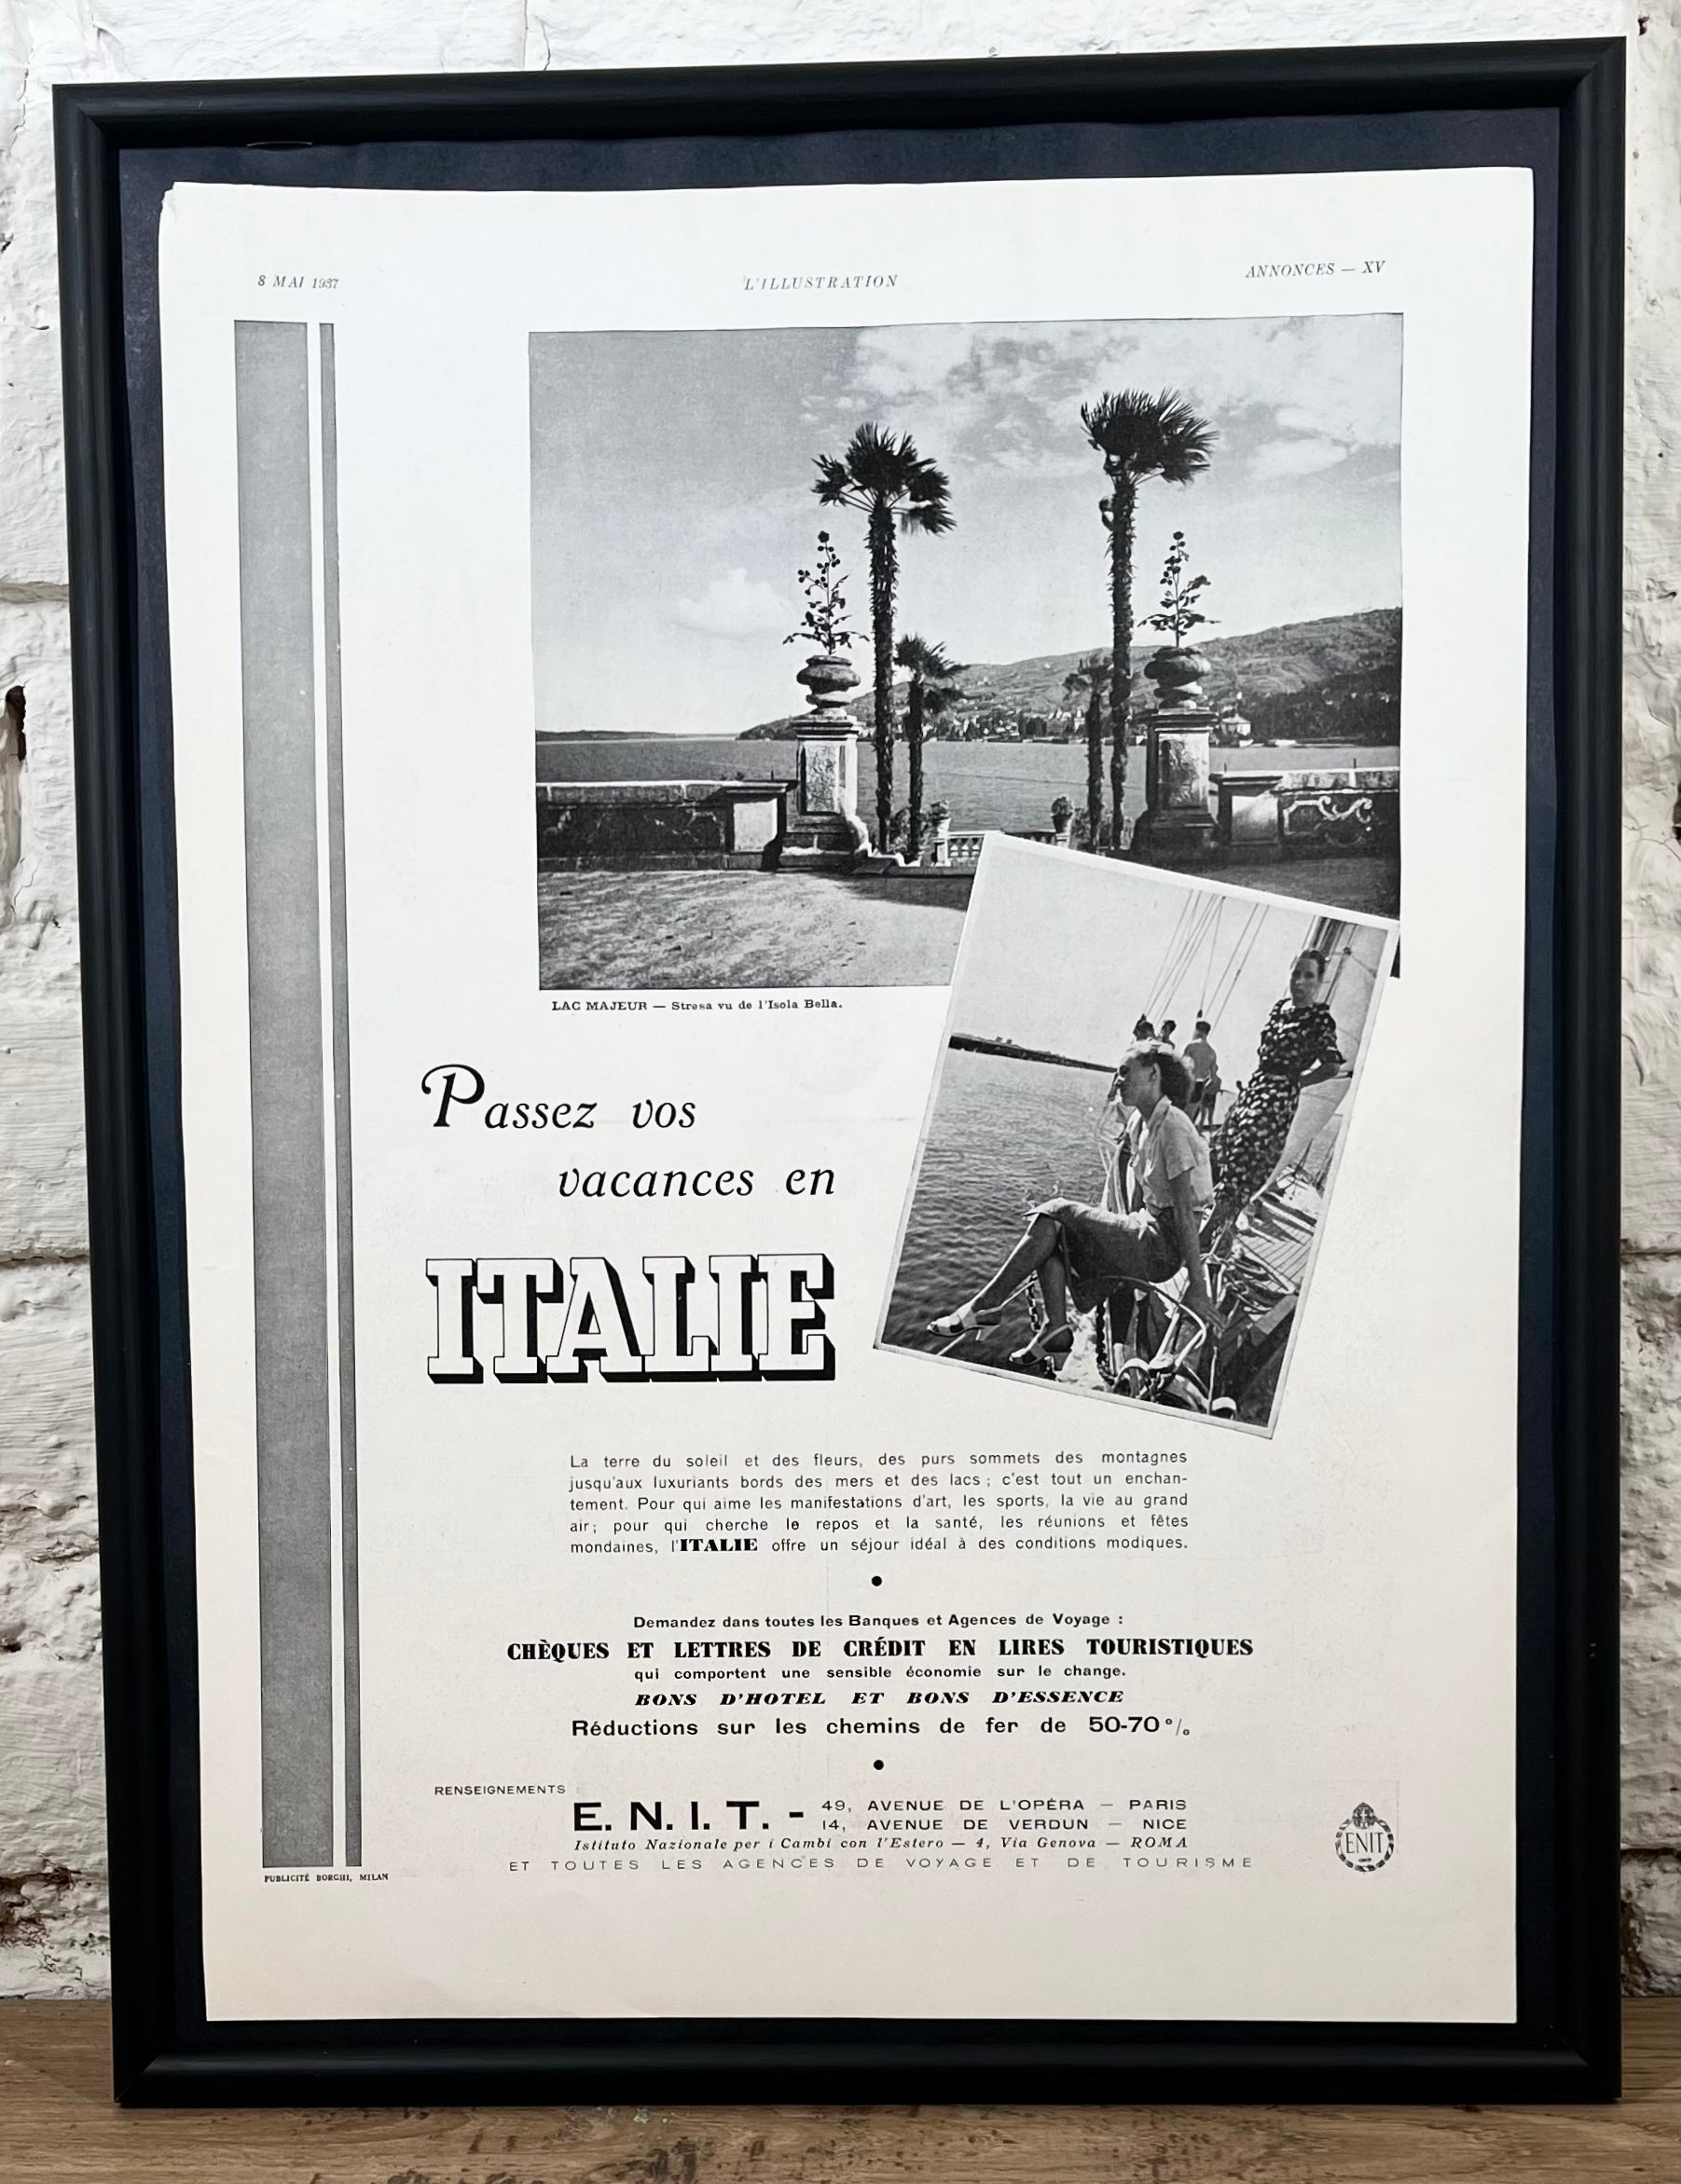 8 MAI 1937
L'ILLUSTRATION
ANNONCES — XV
LAC MAJEUR — Stresa vu de l'Isola Bella.
Passez vos
vacances en
ITALIE
La terre du soleil et des fleurs, des purs sommets des montagnes
jusqu'aux luxuriants bords des mers et des lacs ; c'est tout un enchan-
tement. Pour qui aime les manifestations d'art, les sports, la vie au grand
air ; pour qui cherche le repos et la santé, les réunions et fêtes
mondaines, l'ITALIE offre un séjour idéal à des conditions modiques.
●
Demandez dans toutes les Banques et Agences de Voyage :
CHÈQUES ET LETTRES DE CRÉDIT EN LIRES TOURISTIQUES
qui comportent une sensible économie sur le change.
BONS D'HOTEL ET BONS D'ESSENCE
Réductions sur les chemins de fer de 50-70 %
●
RENSEIGNEMENTS
E. N. I. T. - 49, AVENUE DE L'OPÉRA — PARIS
14, AVENUE DE VERDUN — NICE
Istituto Nazionale per i Cambi con l'Estero — 4, Via Genova — ROMA
ET TOUTES LES AGENCES DE VOYAGE ET DE TOURISME
ENIT
PUBLICITÉ BORGHI, MILAN